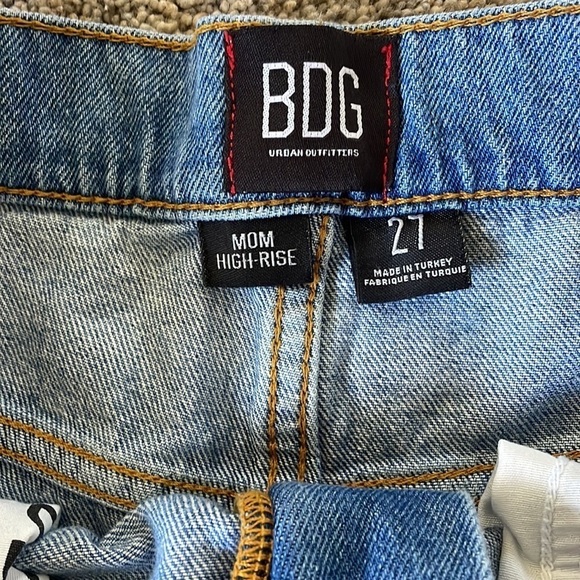 BDG
URBAN OUTFITTERS
MOM
HIGH-RISE
27
MADE IN TURKEY
FABRIQUE EN TURQUIE